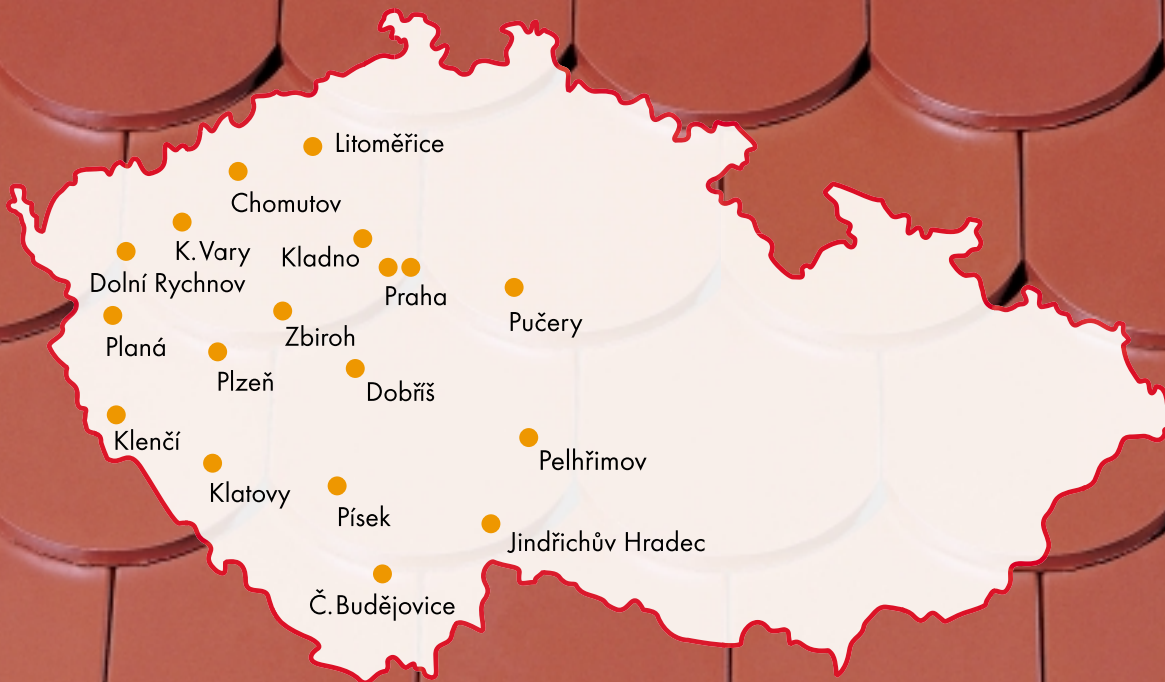 Litoměřice
Chomutov
K.Vary
Kladno
Dolní Rychnov
Praha
Pučery
Zbiroh
Planá
Plzeň
Dobříš
Klenčí
Pelhřimov
Klatovy
Písek
Jindřichův Hradec
Č.Budějovice